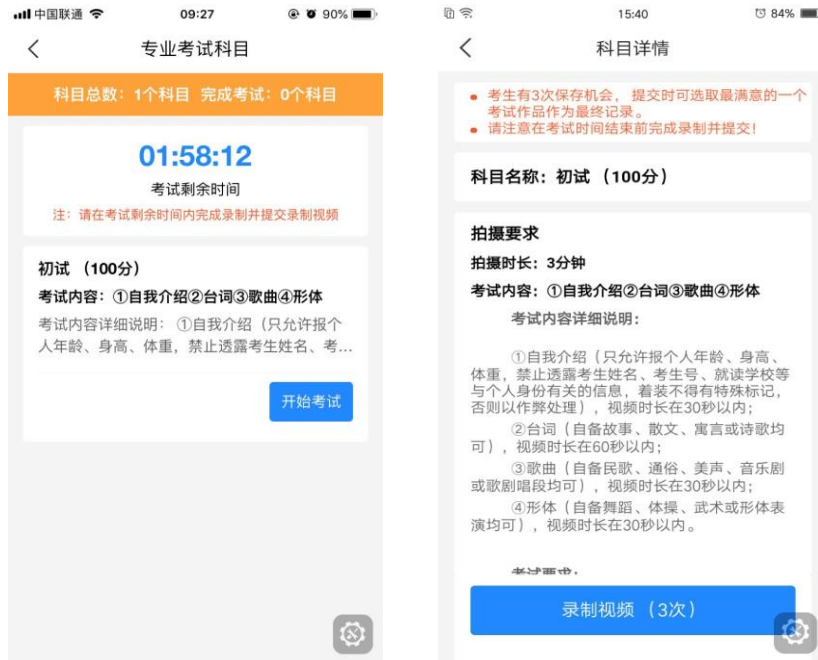 中国联通
09:27
90%
专业考试科目
科目总数：1个科目 完成考试：0个科目
01:58:12
考试剩余时间
注：请在考试剩余时间内完成录制并提交录制视频
初试 （100分）
考试内容：①自我介绍②台词③歌曲④形体
考试内容详细说明： ①自我介绍（只允许报个
人年龄、身高、体重，禁止透露考生姓名、考...
开始考试
15:40
84%
科目详情
考生有3次保存机会， 提交时可选取最满意的一个
考试作品作为最终记录。
请注意在考试时间结束前完成录制并提交！
科目名称：初试 （100分）
拍摄要求
拍摄时长：3分钟
考试内容：①自我介绍②台词③歌曲④形体
考试内容详细说明：
①自我介绍（只允许报个人年龄、身高、
体重，禁止透露考生姓名、考生号、就读学校等
与个人身份有关的信息，着装不得有特殊标记，
否则以作弊处理），视频时长在30秒以内；
②台词（自备故事、散文、寓言或诗歌均
可），视频时长在60秒以内；
③歌曲（自备民歌、通俗、美声、音乐剧
或歌剧唱段均可），视频时长在30秒以内；
④形体（自备舞蹈、体操、武术或形体表
演均可），视频时长在30秒以内。
考试要求：
录制视频 （3次）